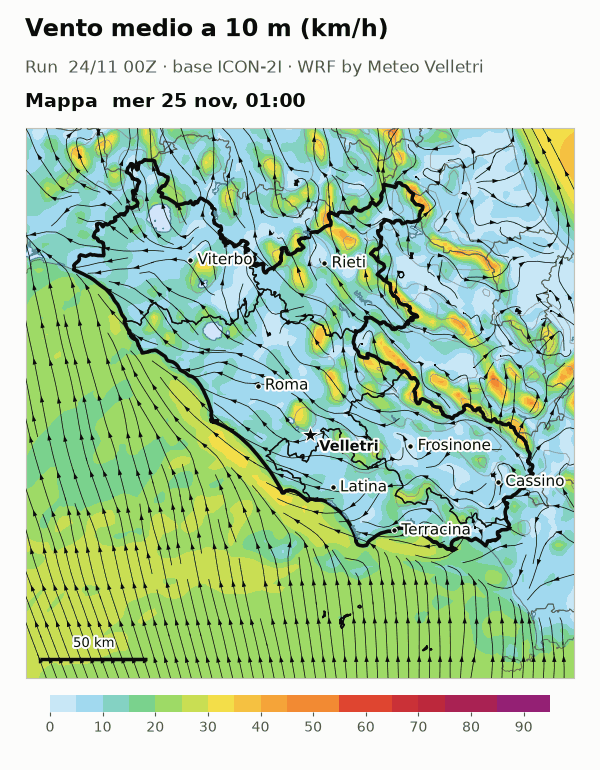 Vento medio a 10 m (km/h)
Run  24/11 00Z · base ICON-2I · WRF by Meteo Velletri
Mappa  mer 25 nov, 01:00
Viterbo
Rieti
Roma
Velletri
Frosinone
Cassino
Latina
Terracina
50 km
0 10 20 30 40 50 60 70 80 90